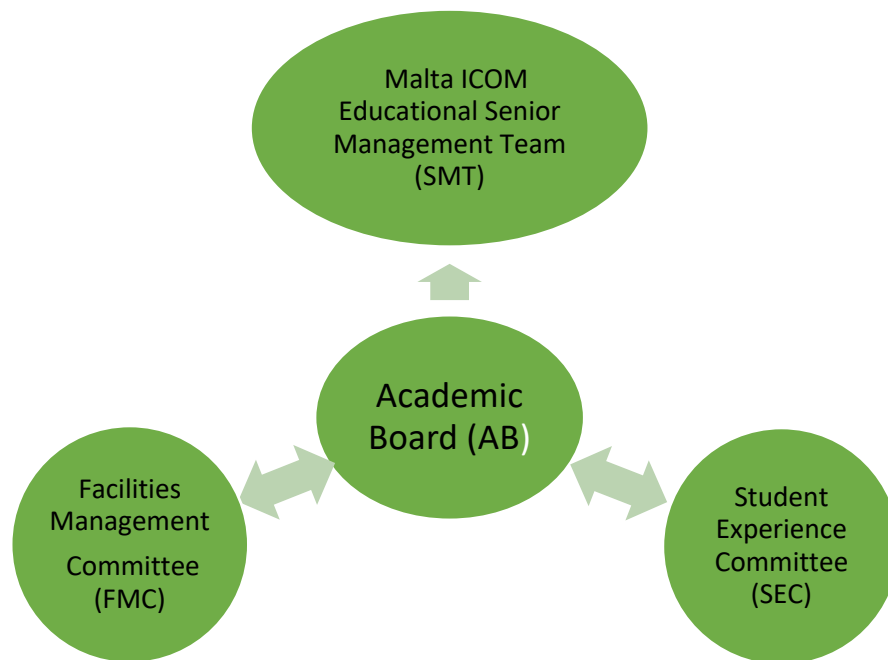 Malta ICOM
Educational Senior
Management Team
(SMT)
Academic
Board (AB)
Facilities
Management
Committee
(FMC)
Student
Experience
Committee
(SEC)